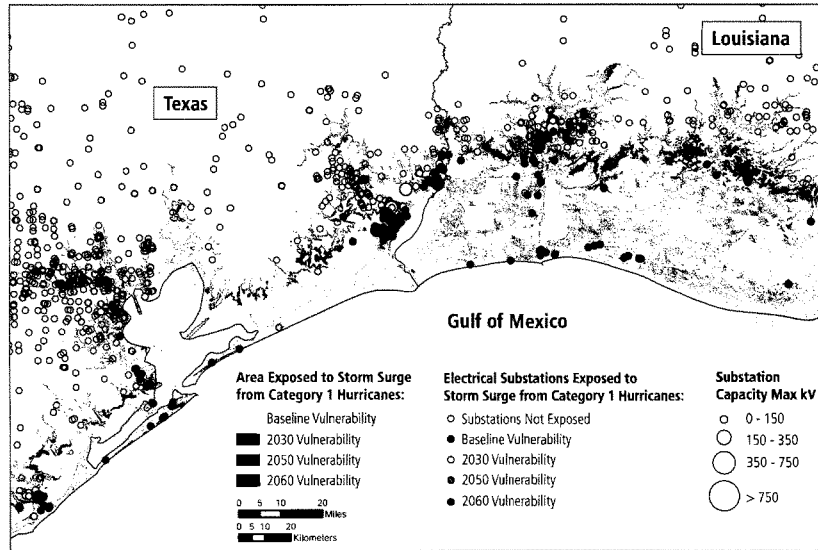 Louisiana
Texas
Gulf of Mexico
Area Exposed to Storm Surge
from Category 1 Hurricanes:
Baseline Vulnerability
2030 Vulnerability
2050 Vulnerability
2060 Vulnerability
0 5 10 20
Miles
0 5 10 20
Kilometers
Electrical Substations Exposed to
Storm Surge from Category 1 Hurricanes:
Substations Not Exposed
Baseline Vulnerability
2030 Vulnerability
2050 Vulnerability
2060 Vulnerability
Substation
Capacity Max kV
0 - 150
150 - 350
350 - 750
> 750